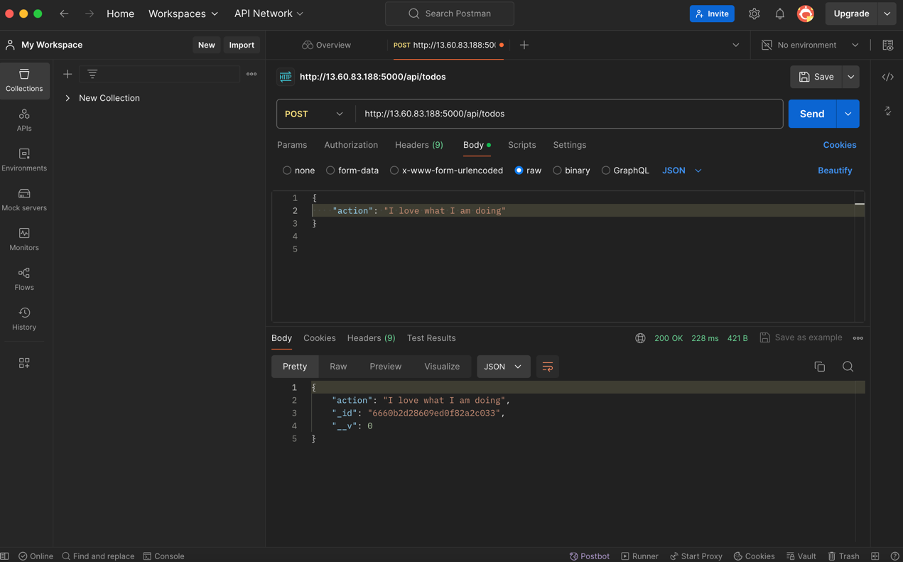 Home Workspaces API Network Search Postman Invite Upgrade
My Workspace New Import Overview POST http://13.60.83.188:500 No environment
Collections
APIs
Environments
Mock servers
Monitors
Flows
History
New Collection
HTTP http://13.60.83.188:5000/api/todos Save
POST http://13.60.83.188:5000/api/todos Send
Params Authorization Headers (9) Body Scripts Settings Cookies
none form-data x-www-form-urlencoded raw binary GraphQL JSON Beautify
1 {
2 "action": "I love what I am doing"
3 }
4
5
Body Cookies Headers (9) Test Results 200 OK 228 ms 421 B Save as example
Pretty Raw Preview Visualize JSON
1 {
2 "action": "I love what I am doing",
3 "_id": "6660b2d28609ed0f82a2c033",
4 "__v": 0
5 }
Online Find and replace Console Postbot Runner Start Proxy Cookies Vault Trash